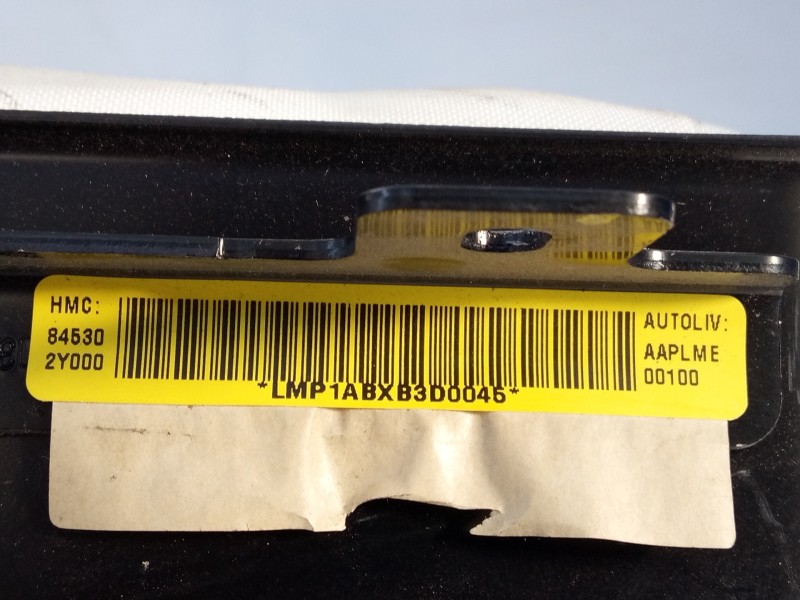 HMC:
84530
2Y000
*LMP1ABXB3D0045*
AUTOLIV:
AAPLME
00100